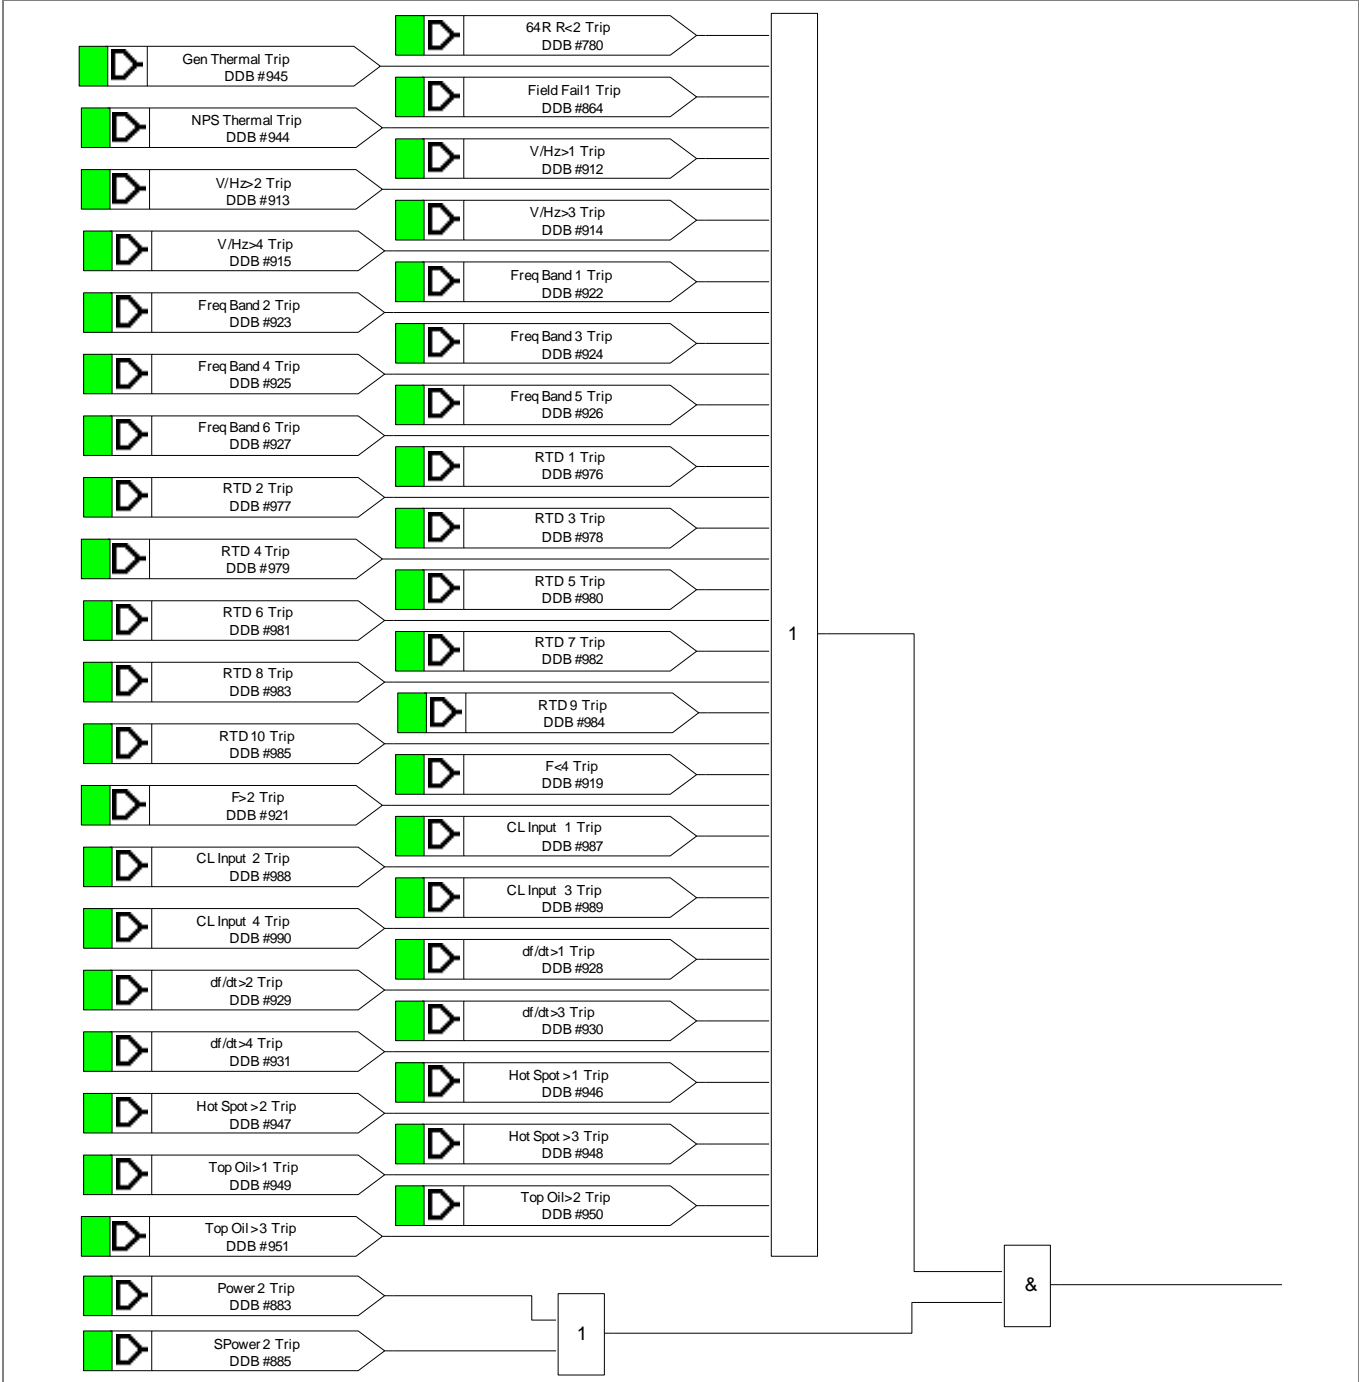 64R R<2 Trip
DDB #780
Gen Thermal Trip
DDB #945
Field Fail1 Trip
DDB #864
NPS Thermal Trip
DDB #944
V/Hz>1 Trip
DDB #912
V/Hz>2 Trip
DDB #913
V/Hz>3 Trip
DDB #914
V/Hz>4 Trip
DDB #915
Freq Band 1 Trip
DDB #922
Freq Band 2 Trip
DDB #923
Freq Band 3 Trip
DDB #924
Freq Band 4 Trip
DDB #925
Freq Band 5 Trip
DDB #926
Freq Band 6 Trip
DDB #927
RTD 1 Trip
DDB #976
RTD 2 Trip
DDB #977
RTD 3 Trip
DDB #978
RTD 4 Trip
DDB #979
RTD 5 Trip
DDB #980
RTD 6 Trip
DDB #981
RTD 7 Trip
DDB #982
1
RTD 8 Trip
DDB #983
RTD 9 Trip
DDB #984
RTD 10 Trip
DDB #985
F<4 Trip
DDB #919
F>2 Trip
DDB #921
CL Input 1 Trip
DDB #987
CL Input 2 Trip
DDB #988
CL Input 3 Trip
DDB #989
CL Input 4 Trip
DDB #990
df/dt>1 Trip
DDB #928
df/dt>2 Trip
DDB #929
df/dt>3 Trip
DDB #930
df/dt>4 Trip
DDB #931
Hot Spot >1 Trip
DDB #946
Hot Spot >2 Trip
DDB #947
Hot Spot >3 Trip
DDB #948
Top Oil>1 Trip
DDB #949
Top Oil>2 Trip
DDB #950
Top Oil >3 Trip
DDB #951
Power 2 Trip
DDB #883
&
1
SPower 2 Trip
DDB #885